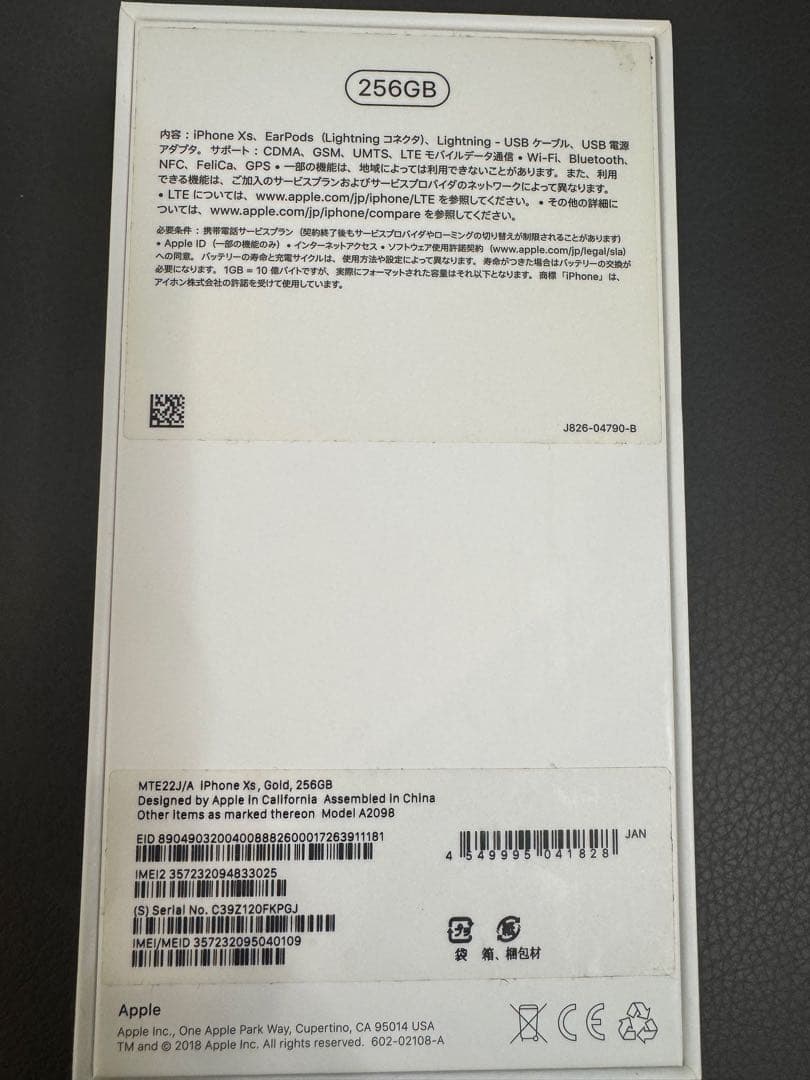 256GB
内容：iPhone Xs、EarPods（Lightning コネクタ）、Lightning - USB ケーブル、USB 電源
アダプタ。サポート：CDMA、GSM、UMTS、LTE モバイルデータ通信 • Wi-Fi、Bluetooth、
NFC、FeliCa、GPS • 一部の機能は、地域によっては利用できないことがあります。また、利用
できる機能は、ご加入のサービスプランおよびサービスプロバイダのネットワークによって異なります。
• LTE については、www.apple.com/jp/iphone/LTE を参照してください。• その他の詳細に
ついては、www.apple.com/jp/iphone/compare を参照してください。
必要条件：携帯電話サービスプラン（契約終了後もサービスプロバイダやローミングの切り替えが制限されることがあります）
• Apple ID（一部の機能のみ）• インターネットアクセス • ソフトウェア使用許諾契約（www.apple.com/jp/legal/sla）
への同意。バッテリーの寿命と充電サイクルは、使用方法や設定によって異なります。寿命がつきた場合はバッテリーの交換が
必要になります。1GB = 10 億バイトですが、実際にフォーマットされた容量はそれ以下となります。商標「iPhone」は、
アイホン株式会社の許諾を受けて使用しています。
J826-04790-B
MTE22J/A iPhone Xs, Gold, 256GB
Designed by Apple in California Assembled in China
Other items as marked thereon Model A2098
EID 89049032004008882600017263911181
JAN
4 549995 041828
IMEI2 357232094833025
(S) Serial No. C39Z120FKPGJ
IMEI/MEID 357232095040109
プラ
紙
袋 箱、梱包材
Apple
Apple Inc., One Apple Park Way, Cupertino, CA 95014 USA
TM and © 2018 Apple Inc. All rights reserved. 602-02108-A
CE